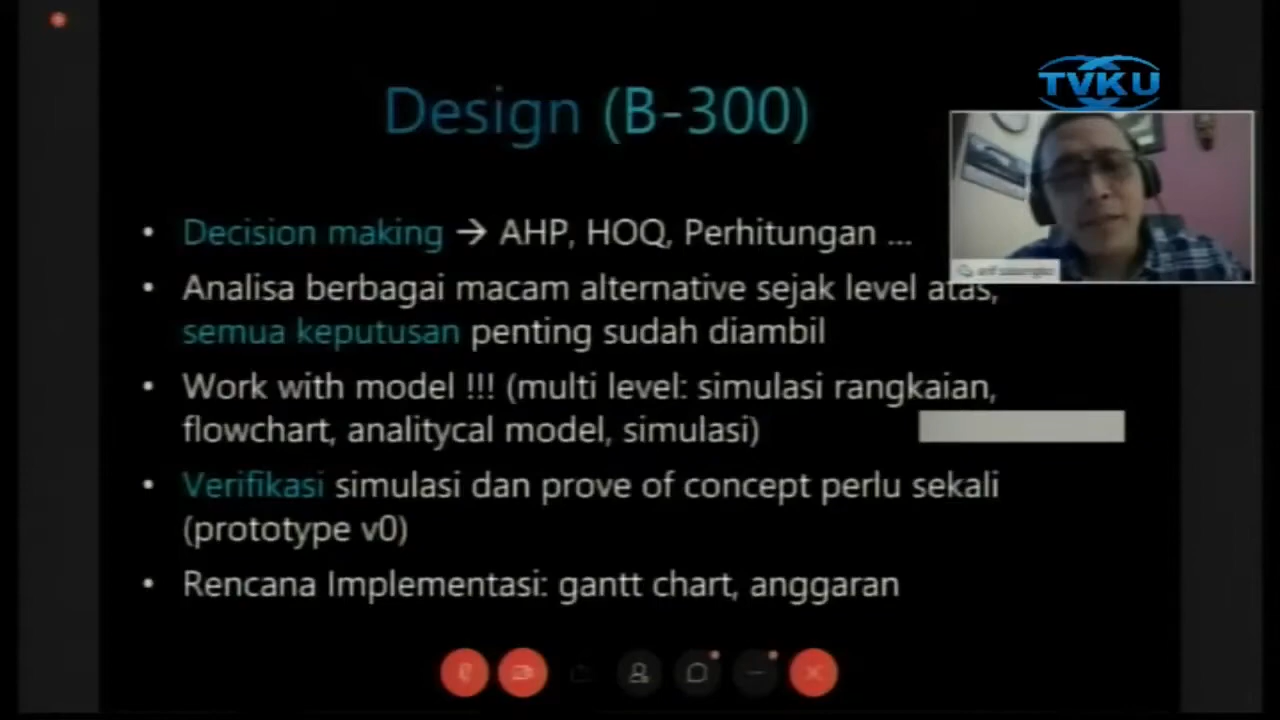 TVKU
Design (B-300)
• Decision making → AHP, HOQ, Perhitungan ...
• Analisa berbagai macam alternative sejak level atas,
semua keputusan penting sudah diambil
• Work with model !!! (multi level: simulasi rangkaian,
flowchart, analitycal model, simulasi)
• Verifikasi simulasi dan prove of concept perlu sekali
(prototype v0)
• Rencana Implementasi: gantt chart, anggaran